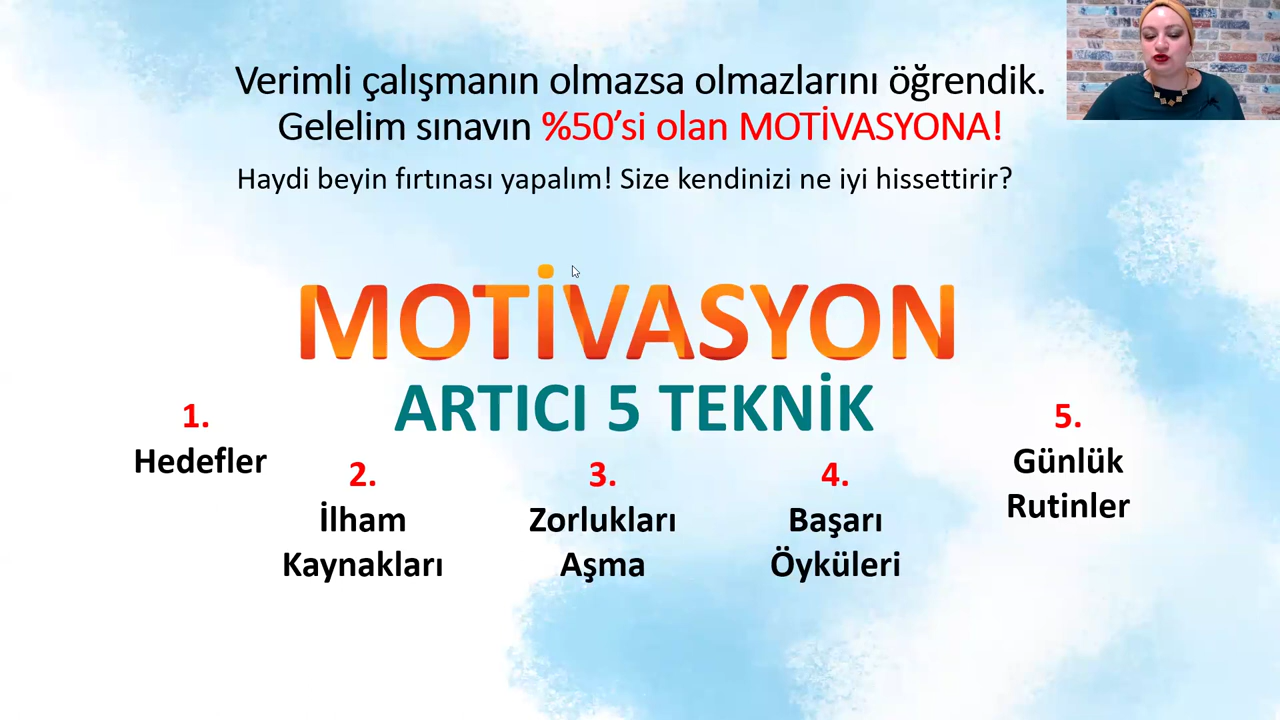 Verimli çalışmanın olmazsa olmazlarını öğrendik.
Gelelim sınavın %50’si olan MOTİVASYONA!
Haydi beyin fırtınası yapalım! Size kendinizi ne iyi hissettirir?
MOTİVASYON
ARTICI 5 TEKNİK
1.
Hedefler
2.
İlham
Kaynakları
3.
Zorlukları
Aşma
4.
Başarı
Öyküleri
5.
Günlük
Rutinler